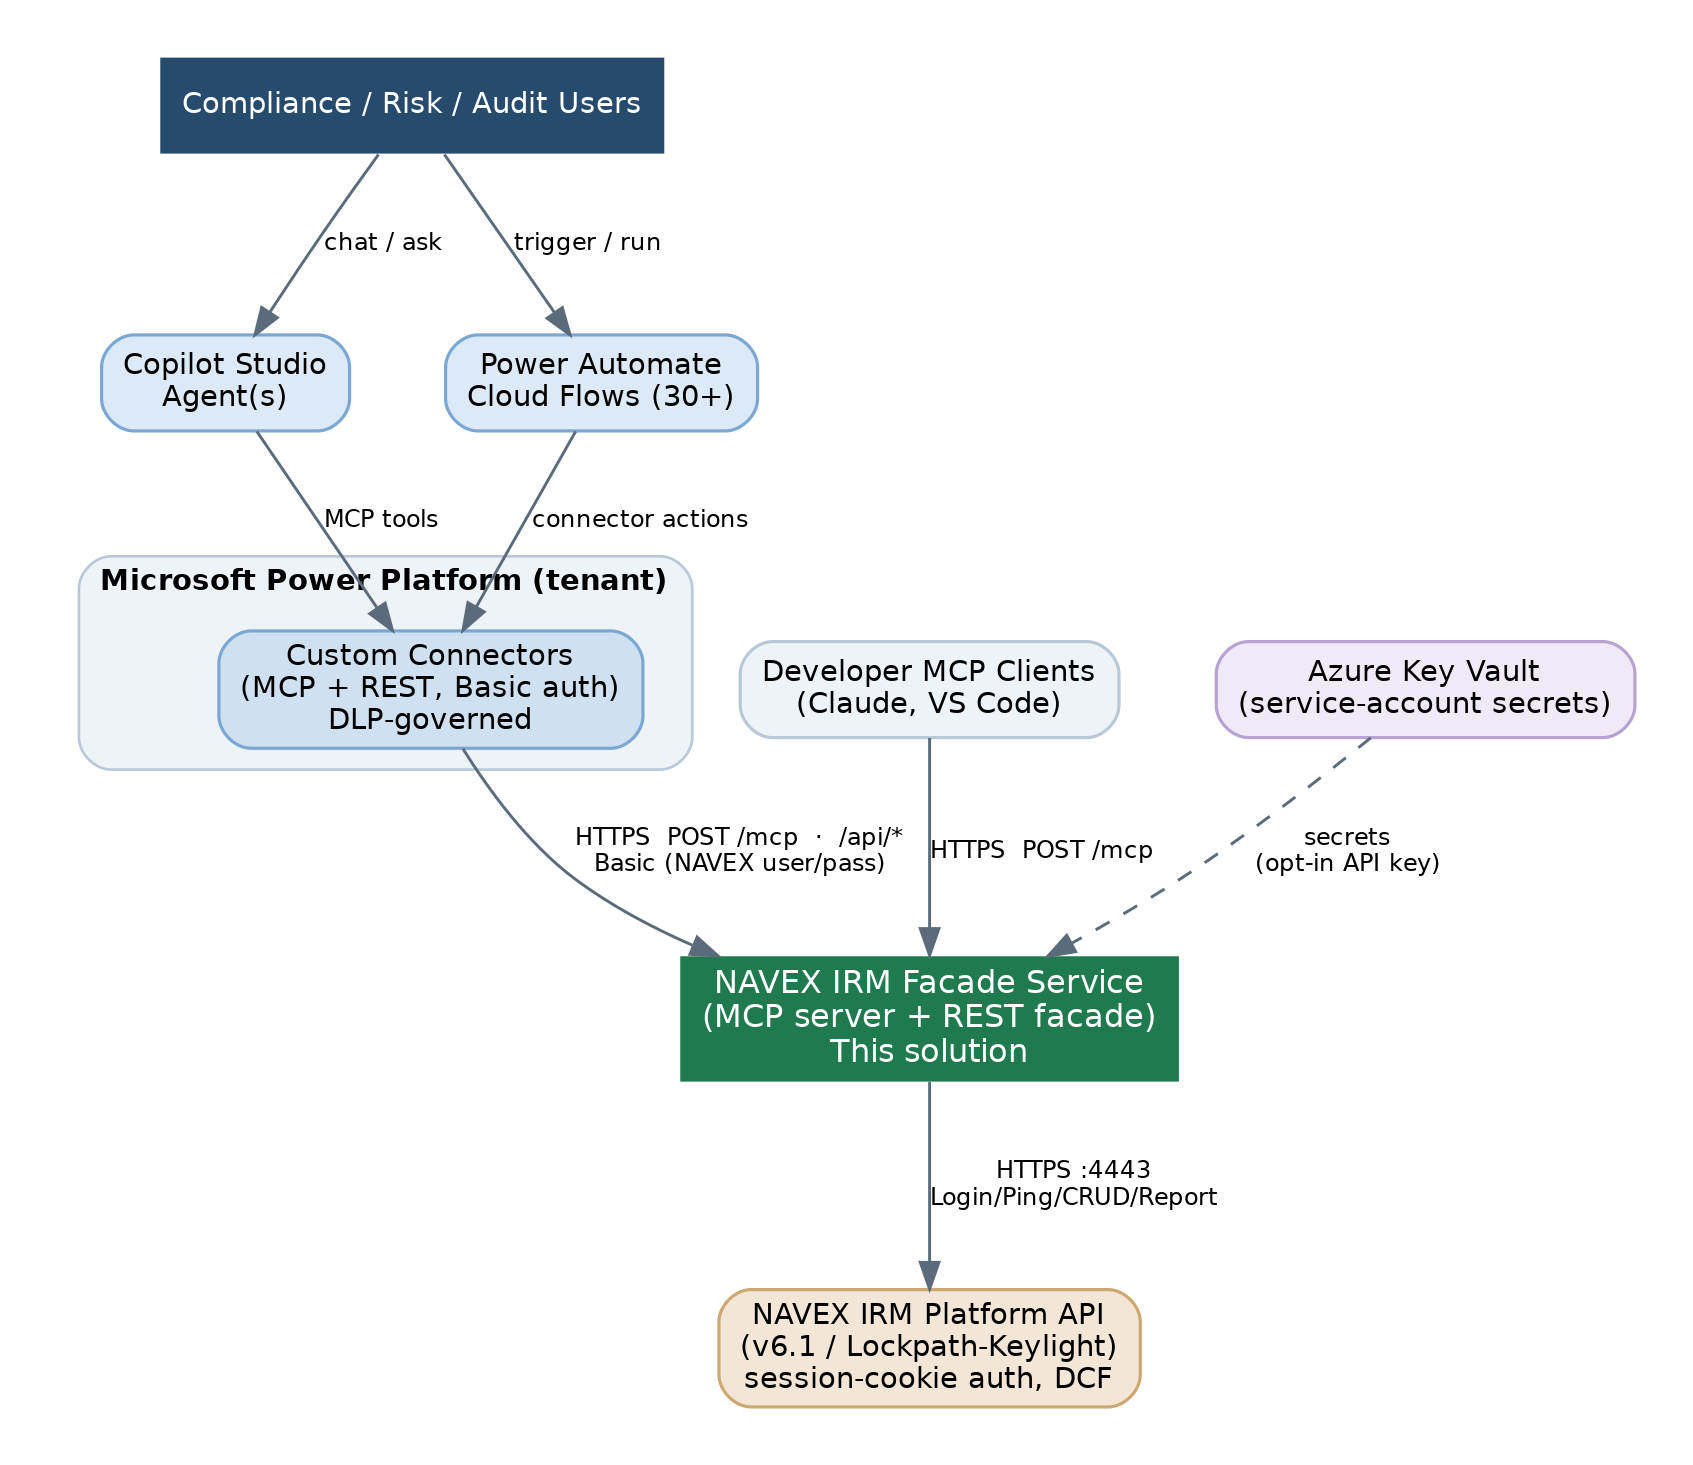 Compliance / Risk / Audit Users
chat / ask
trigger / run
Copilot Studio
Agent(s)
Power Automate
Cloud Flows (30+)
MCP tools
connector actions
Microsoft Power Platform (tenant)
Custom Connectors
(MCP + REST, Basic auth)
DLP-governed
Developer MCP Clients
(Claude, VS Code)
Azure Key Vault
(service-account secrets)
HTTPS  POST /mcp  ·  /api/*
Basic (NAVEX user/pass)
HTTPS  POST /mcp
secrets
(opt-in API key)
NAVEX IRM Facade Service
(MCP server + REST facade)
This solution
HTTPS :4443
Login/Ping/CRUD/Report
NAVEX IRM Platform API
(v6.1 / Lockpath-Keylight)
session-cookie auth, DCF